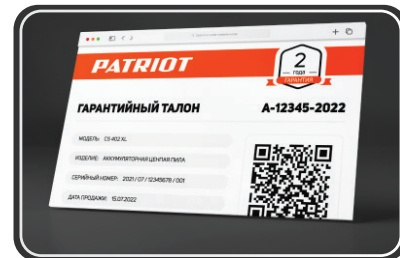 PATRIOT
2
ГОДА
ГАРАНТИЯ
ГАРАНТИЙНЫЙ ТАЛОН
A-12345-2022
МОДЕЛЬ: CS 402 XL
ИЗДЕЛИЕ: АККУМУЛЯТОРНАЯ ЦЕПНАЯ ПИЛА
СЕРИЙНЫЙ НОМЕР: 2021 / 07 / 12345678 / 001
ДАТА ПРОДАЖИ: 15.07.2022